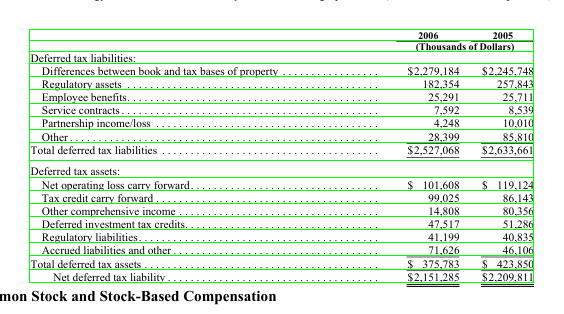 2006 2005
(Thousands of Dollars)
Deferred tax liabilities:
Differences between book and tax bases of property . . . . . . . . . . . . . . . . . $2,279,184 $2,245,748
Regulatory assets . . . . . . . . . . . . . . . . . . . . . . . . . . . . . . . . . . . . . . . . . . . 182,354 257,843
Employee benefits. . . . . . . . . . . . . . . . . . . . . . . . . . . . . . . . . . . . . . . . . . 25,291 25,711
Service contracts. . . . . . . . . . . . . . . . . . . . . . . . . . . . . . . . . . . . . . . . . . . 7,592 8,539
Partnership income/loss . . . . . . . . . . . . . . . . . . . . . . . . . . . . . . . . . . . . . . 4,248 10,010
Other. . . . . . . . . . . . . . . . . . . . . . . . . . . . . . . . . . . . . . . . . . . . . . . . . . . . 28,399 85,810
Total deferred tax liabilities . . . . . . . . . . . . . . . . . . . . . . . . . . . . . . . . . . . . $2,527,068 $2,633,661
Deferred tax assets:
Net operating loss carry forward. . . . . . . . . . . . . . . . . . . . . . . . . . . . . . . $ 101,608 $ 119,124
Tax credit carry forward . . . . . . . . . . . . . . . . . . . . . . . . . . . . . . . . . . . . . 99,025 86,143
Other comprehensive income . . . . . . . . . . . . . . . . . . . . . . . . . . . . . . . . . 14,808 80,356
Deferred investment tax credits. . . . . . . . . . . . . . . . . . . . . . . . . . . . . . . . 47,517 51,286
Regulatory liabilities. . . . . . . . . . . . . . . . . . . . . . . . . . . . . . . . . . . . . . . . 41,199 40,835
Accrued liabilities and other . . . . . . . . . . . . . . . . . . . . . . . . . . . . . . . . . . 71,626 46,106
Total deferred tax assets . . . . . . . . . . . . . . . . . . . . . . . . . . . . . . . . . . . . . . $ 375,783 $ 423,850
Net deferred tax liability . . . . . . . . . . . . . . . . . . . . . . . . . . . . . . . . . . . . $2,151,285 $2,209,811
mon Stock and Stock-Based Compensation